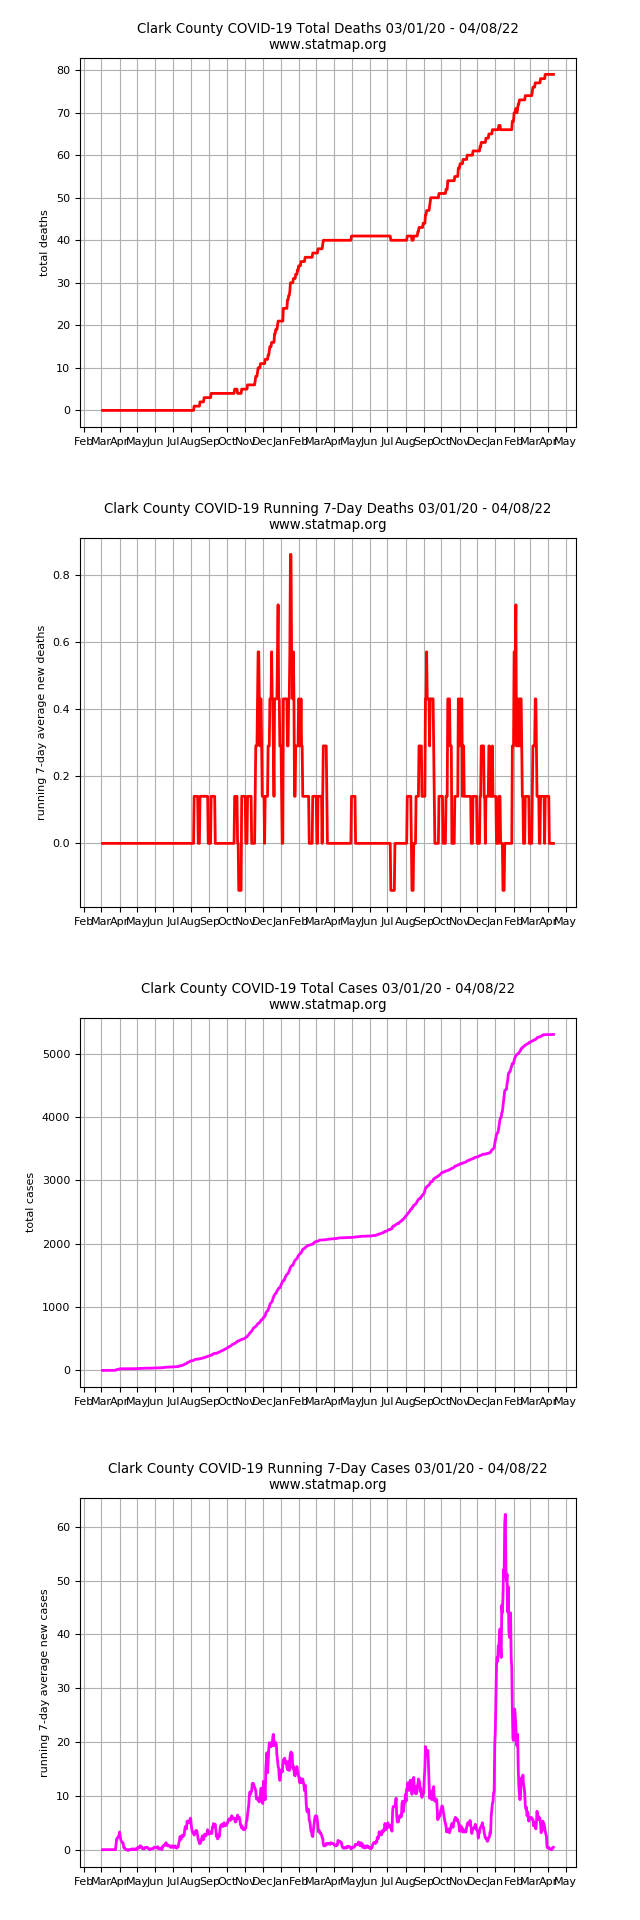 Clark County COVID-19 Total Deaths 03/01/20 - 04/08/22
www.statmap.org
total deaths
80
70
60
50
40
30
20
10
0
Feb Mar Apr May Jun Jul Aug Sep Oct Nov Dec Jan Feb Mar Apr May Jun Jul Aug Sep Oct Nov Dec Jan Feb Mar Apr May
Clark County COVID-19 Running 7-Day Deaths 03/01/20 - 04/08/22
www.statmap.org
running 7-day average new deaths
0.8
0.6
0.4
0.2
0.0
Feb Mar Apr May Jun Jul Aug Sep Oct Nov Dec Jan Feb Mar Apr May Jun Jul Aug Sep Oct Nov Dec Jan Feb Mar Apr May
Clark County COVID-19 Total Cases 03/01/20 - 04/08/22
www.statmap.org
total cases
5000
4000
3000
2000
1000
0
Feb Mar Apr May Jun Jul Aug Sep Oct Nov Dec Jan Feb Mar Apr May Jun Jul Aug Sep Oct Nov Dec Jan Feb Mar Apr May
Clark County COVID-19 Running 7-Day Cases 03/01/20 - 04/08/22
www.statmap.org
running 7-day average new cases
60
50
40
30
20
10
0
Feb Mar Apr May Jun Jul Aug Sep Oct Nov Dec Jan Feb Mar Apr May Jun Jul Aug Sep Oct Nov Dec Jan Feb Mar Apr May